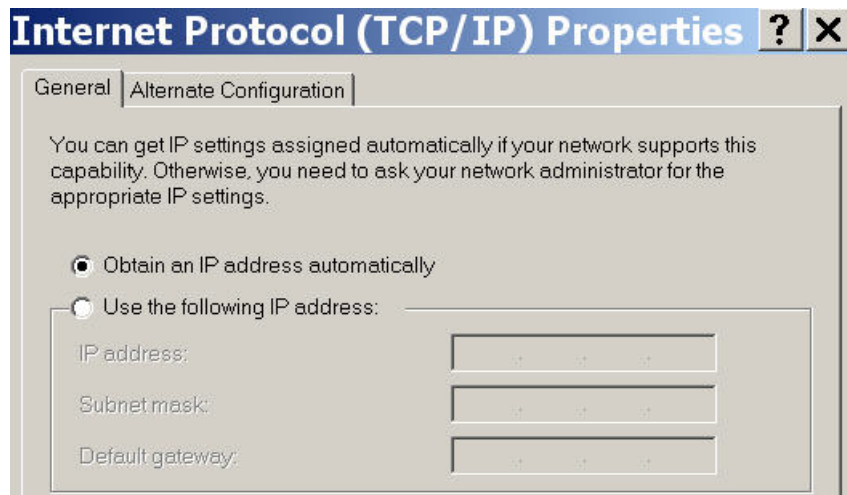 Internet Protocol (TCP/IP) Properties ? X
General Alternate Configuration
You can get IP settings assigned automatically if your network supports this
capability. Otherwise, you need to ask your network administrator for the
appropriate IP settings.
Obtain an IP address automatically
Use the following IP address:
IP address:
Subnet mask:
Default gateway: